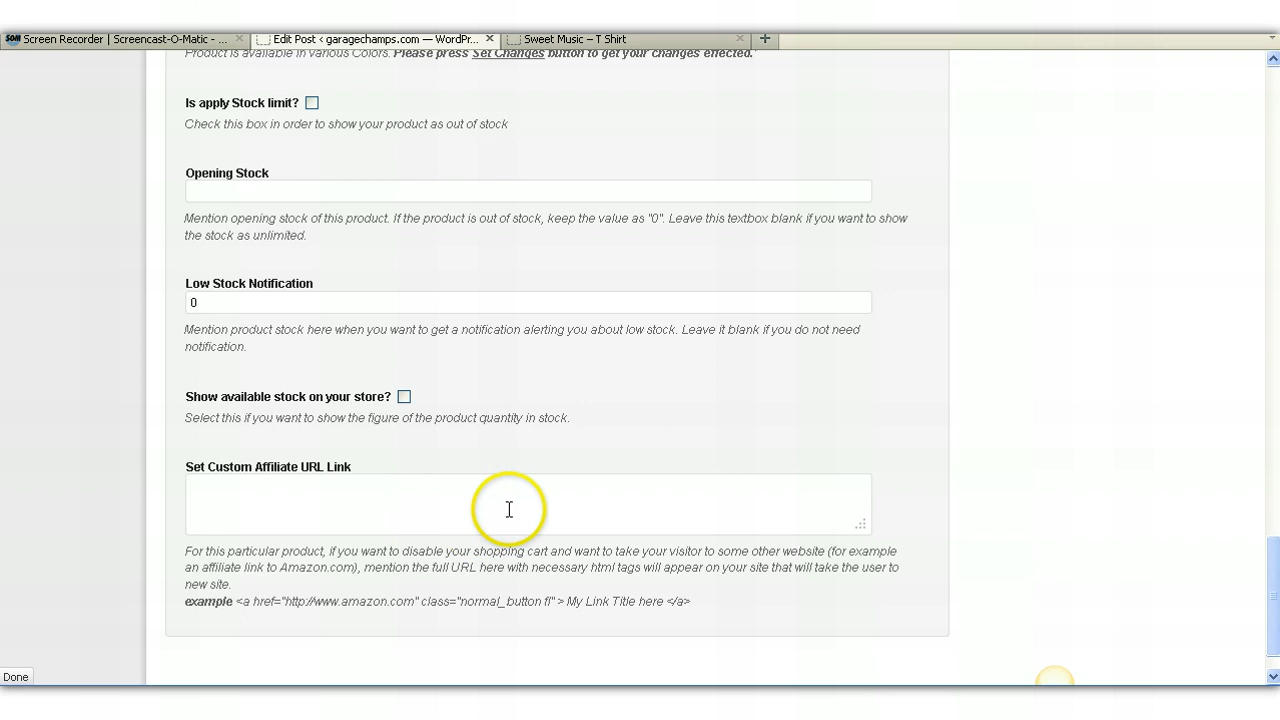 SOM Screen Recorder | Screencast-O-Matic - ...
Edit Post ‹ garagechamps.com — WordPr...
Sweet Music – T Shirt
Product is available in Various Colors. Please press Set Changes button to get your changes effected."
Is apply Stock limit?
Check this box in order to show your product as out of stock
Opening Stock
Mention opening stock of this product. If the product is out of stock, keep the value as "0". Leave this textbox blank if you want to show
the stock as unlimited.
Low Stock Notification
0
Mention product stock here when you want to get a notification alerting you about low stock. Leave it blank if you do not need
notification.
Show available stock on your store?
Select this if you want to show the figure of the product quantity in stock.
Set Custom Affiliate URL Link
For this particular product, if you want to disable your shopping cart and want to take your visitor to some other website (for example
an affiliate link to Amazon.com), mention the full URL here with necessary html tags will appear on your site that will take the user to
new site.
example <a href="http://www.amazon.com" class="normal_button fl" > My Link Title here </a>
Done